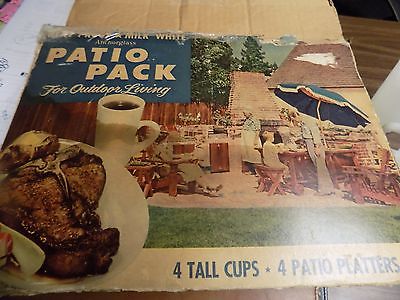 MILK WHITE
Anchorglass
PATIO
PACK
For Outdoor Living
4 TALL CUPS ★ 4 PATIO PLATTERS